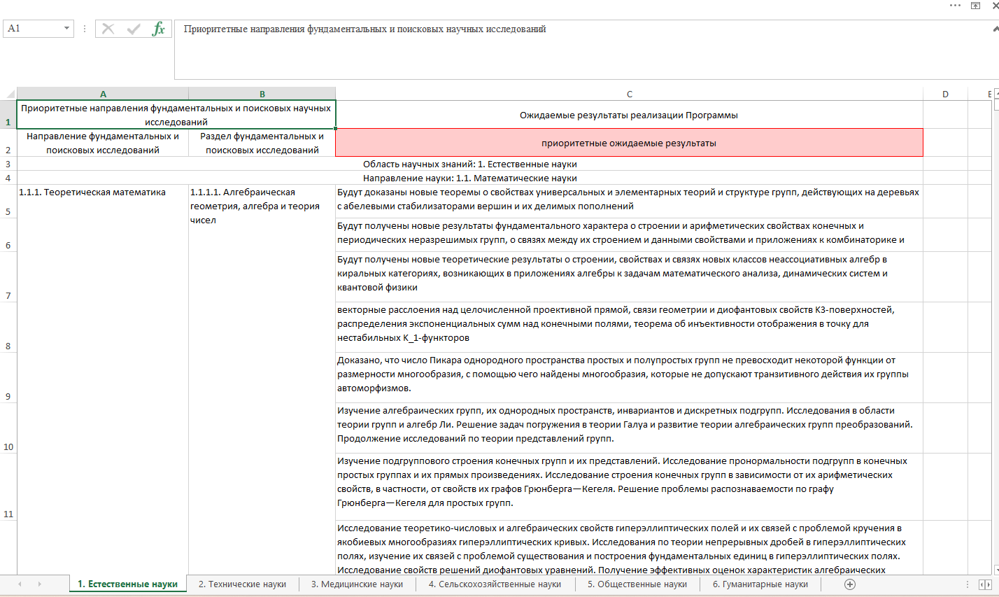 A1
fx
Приоритетные направления фундаментальных и поисковых научных исследований
A B C D E
1
Приоритетные направления фундаментальных и поисковых научных
исследований
Ожидаемые результаты реализации Программы
2
Направление фундаментальных и
поисковых исследований
Раздел фундаментальных и
поисковых исследований
приоритетные ожидаемые результаты
3
Область научных знаний: 1. Естественные науки
4
Направление науки: 1.1. Математические науки
5
1.1.1. Теоретическая математика
1.1.1.1. Алгебраическая
геометрия, алгебра и теория
чисел
Будут доказаны новые теоремы о свойствах универсальных и элементарных теорий и структуре групп, действующих на деревьях
с абелевыми стабилизаторами вершин и их делимых пополнений
6
Будут получены новые результаты фундаментального характера о строении и арифметических свойствах конечных и
периодических неразрешимых групп, о связях между их строением и данными свойствами и приложениях к комбинаторике и
7
Будут получены новые теоретические результаты о строении, свойствах и связях новых классов неассоциативных алгебр в
киральных категориях, возникающих в приложениях алгебры к задачам математического анализа, динамических систем и
квантовой физики
8
векторные расслоения над целочисленной проективной прямой, связи геометрии и диофантовых свойств К3-поверхностей,
распределения экспоненциальных сумм над конечными полями, теорема об инъективности отображения в точку для
нестабильных K_1-функторов
9
Доказано, что число Пикара однородного пространства простых и полупростых групп не превосходит некоторой функции от
размерности многообразия, с помощью чего найдены многообразия, которые не допускают транзитивного действия их группы
автоморфизмов.
10
Изучение алгебраических групп, их однородных пространств, инвариантов и дискретных подгрупп. Исследования в области
теории групп и алгебр Ли. Решение задач погружения в теории Галуа и развитие теории алгебраических групп преобразований.
Продолжение исследований по теории представлений групп.
11
Изучение подгруппового строения конечных групп и их представлений. Исследование пронормальности подгрупп в конечных
простых группах и их прямых произведениях. Исследование строения конечных групп в зависимости от их арифметических
свойств, в частности, от свойств их графов Грюнберга—Кегеля. Решение проблемы распознаваемости по графу
Грюнберга—Кегеля для простых групп.
Исследование теоретико-числовых и алгебраических свойств гиперэллиптических полей и их связей с проблемой кручения в
якобиевых многообразиях гиперэллиптических кривых. Исследования по теории непрерывных дробей в гиперэллиптических
полях, изучение их связей с проблемой существования и построения фундаментальных единиц в гиперэллиптических полях.
Исследование свойств решений диофантовых уравнений. Получение эффективных оценок характеристик алгебраических
1. Естественные науки
2. Технические науки
3. Медицинские науки
4. Сельскохозяйственные науки
5. Общественные науки
6. Гуманитарные науки